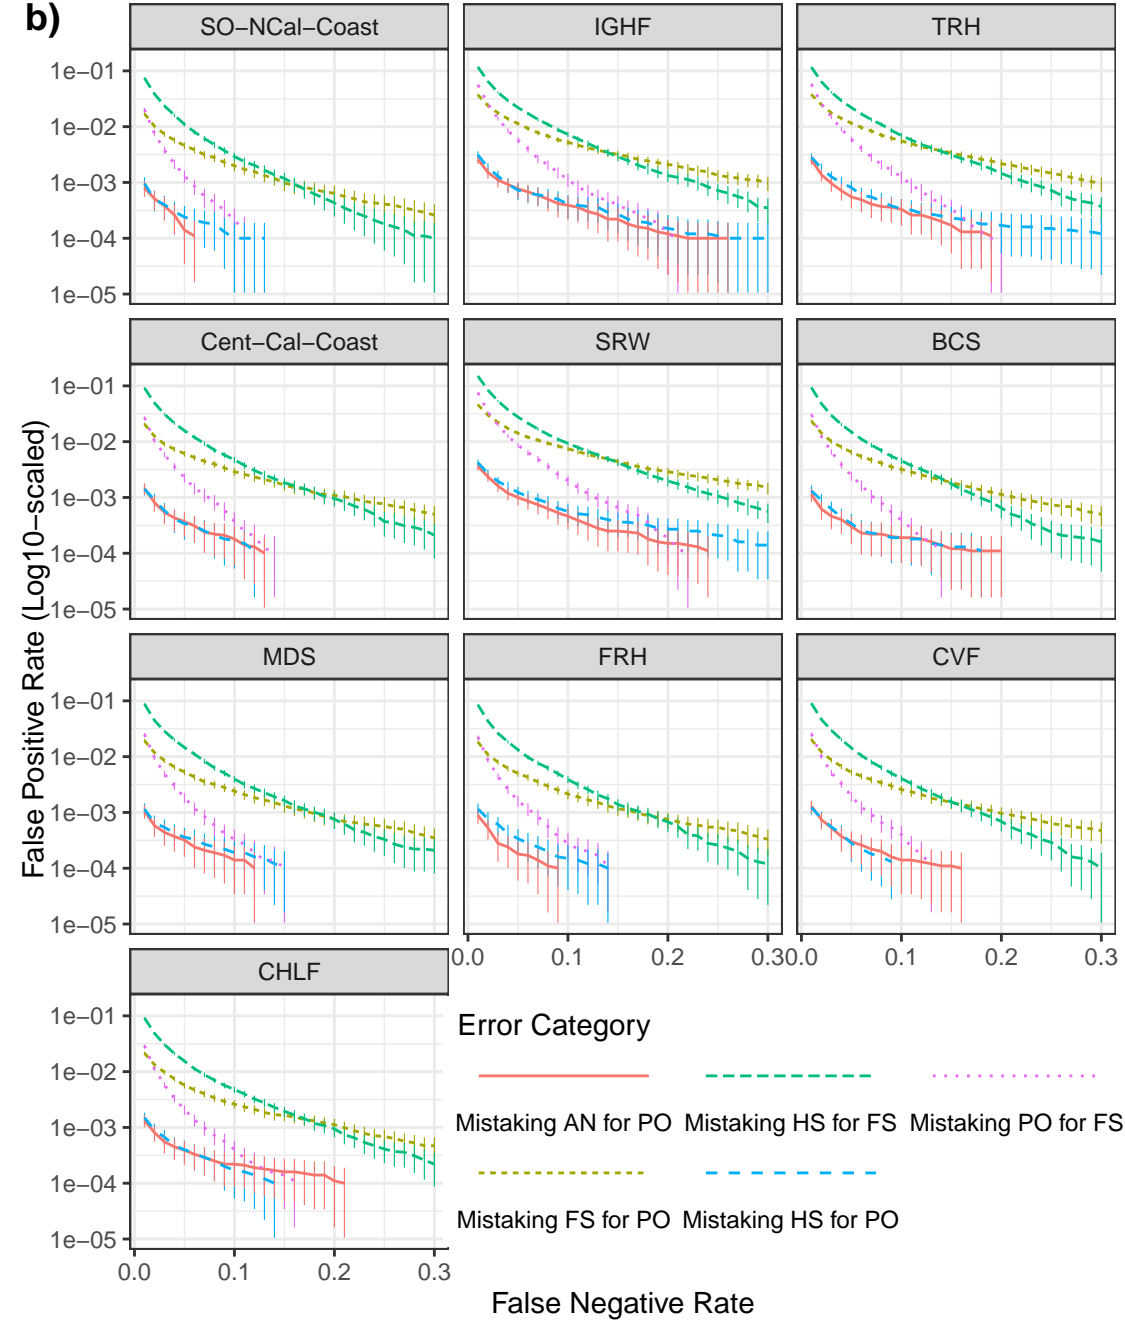 b)
SO−NCal−Coast IGHF TRH
1e−01
1e−02
1e−03
1e−04
1e−05
Cent−Cal−Coast SRW BCS
1e−01
1e−02
1e−03
1e−04
1e−05
False Positive Rate (Log10−scaled)
MDS FRH CVF
1e−01
1e−02
1e−03
1e−04
1e−05
0.0 0.1 0.2 0.3 0.0 0.1 0.2 0.3
CHLF
1e−01
1e−02
1e−03
1e−04
1e−05
0.0 0.1 0.2 0.3
Error Category
Mistaking AN for PO Mistaking HS for FS Mistaking PO for FS
Mistaking FS for PO Mistaking HS for PO
False Negative Rate